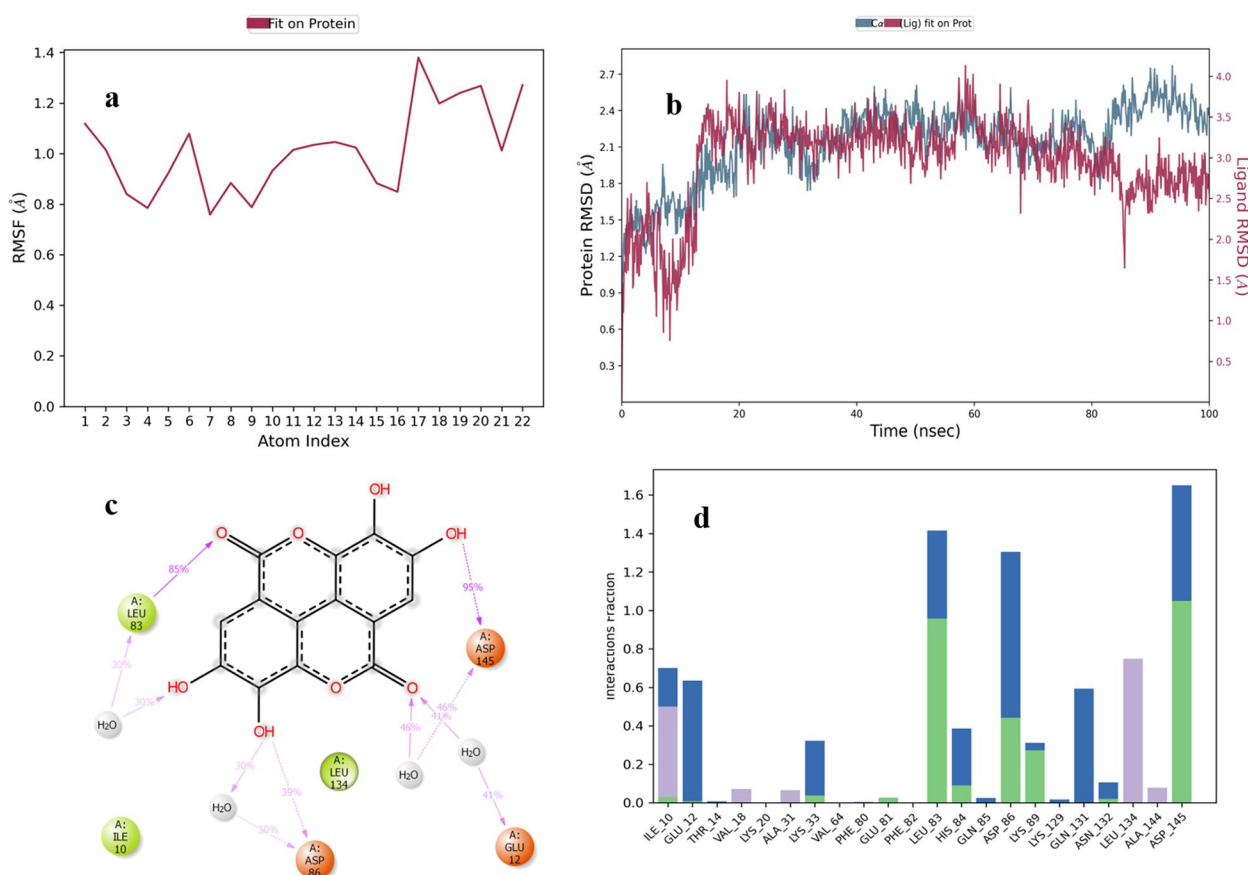 Fit on Protein
a
RMSF (Å)
1.4
1.2
1.0
0.8
0.6
0.4
0.2
0.0
1 2 3 4 5 6 7 8 9 10 11 12 13 14 15 16 17 18 19 20 21 22
Atom Index
Cα (Lig) fit on Prot
b
Protein RMSD (Å)
2.7
2.4
2.1
1.8
1.5
1.2
0.9
0.6
0.3
Ligand RMSD (Å)
4.0
3.5
3.0
2.5
2.0
1.5
1.0
0.5
0 20 40 60 80 100
Time (nsec)
c
OH
O O OH
85% 95%
A:
LEU
83
A:
ASP
145
30%
HO O O
30%
H₂O
46%
41%
46%
OH
H₂O
30% 39%
A:
LEU
134
H₂O
H₂O
41%
30%
A:
ILE
10
A:
ASP
86
A:
GLU
12
d
Interactions Fraction
1.6
1.4
1.2
1.0
0.8
0.6
0.4
0.2
0.0
ILE_10 GLU_12 THR_14 VAL_18 LYS_20 ALA_31 LYS_33 VAL_64 PHE_80 GLU_81 PHE_82 LEU_83 HIS_84 GLN_85 ASP_86 LYS_89 LYS_129 GLN_131 ASN_132 LEU_134 ALA_144 ASP_145